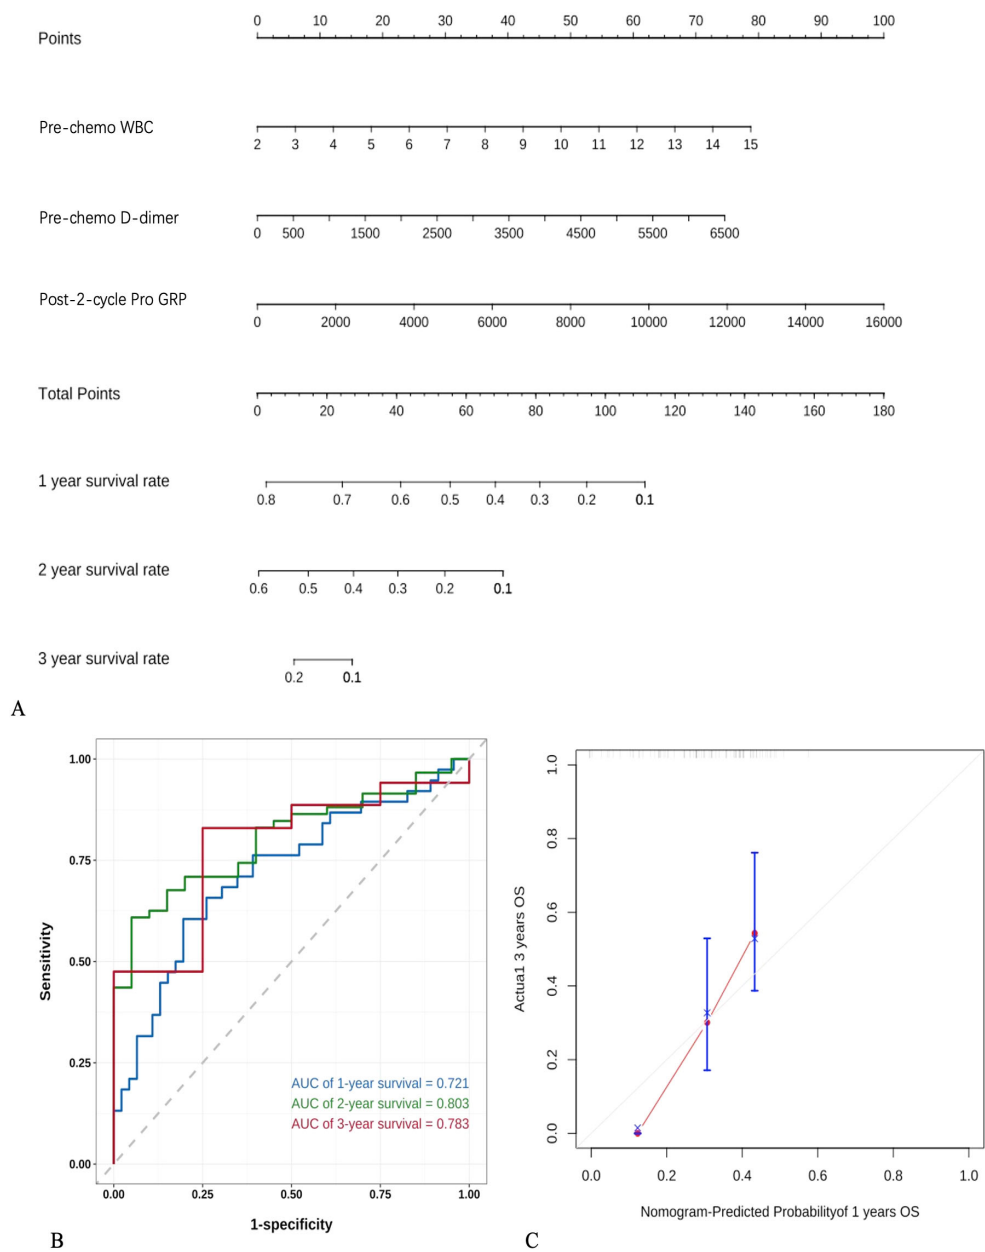 0 10 20 30 40 50 60 70 80 90 100
Points
Pre-chemo WBC
2 3 4 5 6 7 8 9 10 11 12 13 14 15
Pre-chemo D-dimer
0 500 1500 2500 3500 4500 5500 6500
Post-2-cycle Pro GRP
0 2000 4000 6000 8000 10000 12000 14000 16000
Total Points
0 20 40 60 80 100 120 140 160 180
1 year survival rate
0.8 0.7 0.6 0.5 0.4 0.3 0.2 0.1
2 year survival rate
0.6 0.5 0.4 0.3 0.2 0.1
3 year survival rate
0.2 0.1
A
1.00
0.75
0.50
0.25
0.00
Sensitivity
AUC of 1-year survival = 0.721
AUC of 2-year survival = 0.803
AUC of 3-year survival = 0.783
0.00 0.25 0.50 0.75 1.00
1-specificity
B
1.0
0.8
0.6
0.4
0.2
0.0
Actua1 3 years OS
0.0 0.2 0.4 0.6 0.8 1.0
Nomogram-Predicted Probabilityof 1 years OS
C